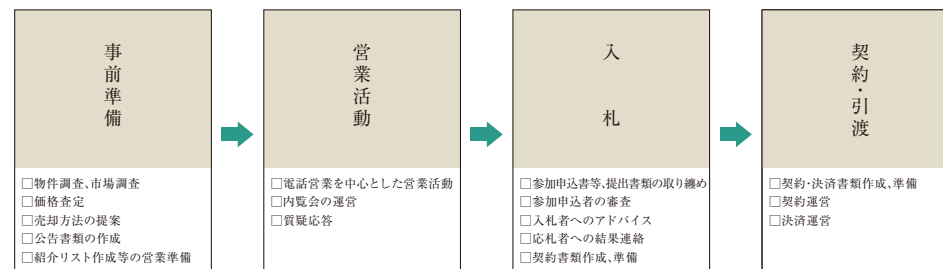 事前準備
□物件調査、市場調査
□価格査定
□売却方法の提案
□公告書類の作成
□紹介リスト作成等の営業準備
営業活動
□電話営業を中心とした営業活動
□内覧会の運営
□質疑応答
入札
□参加申込書等、提出書類の取り纏め
□参加申込者の審査
□入札者へのアドバイス
□応札者への結果連絡
□契約書類作成、準備
契約・引渡
□契約・決済書類作成、準備
□契約運営
□決済運営